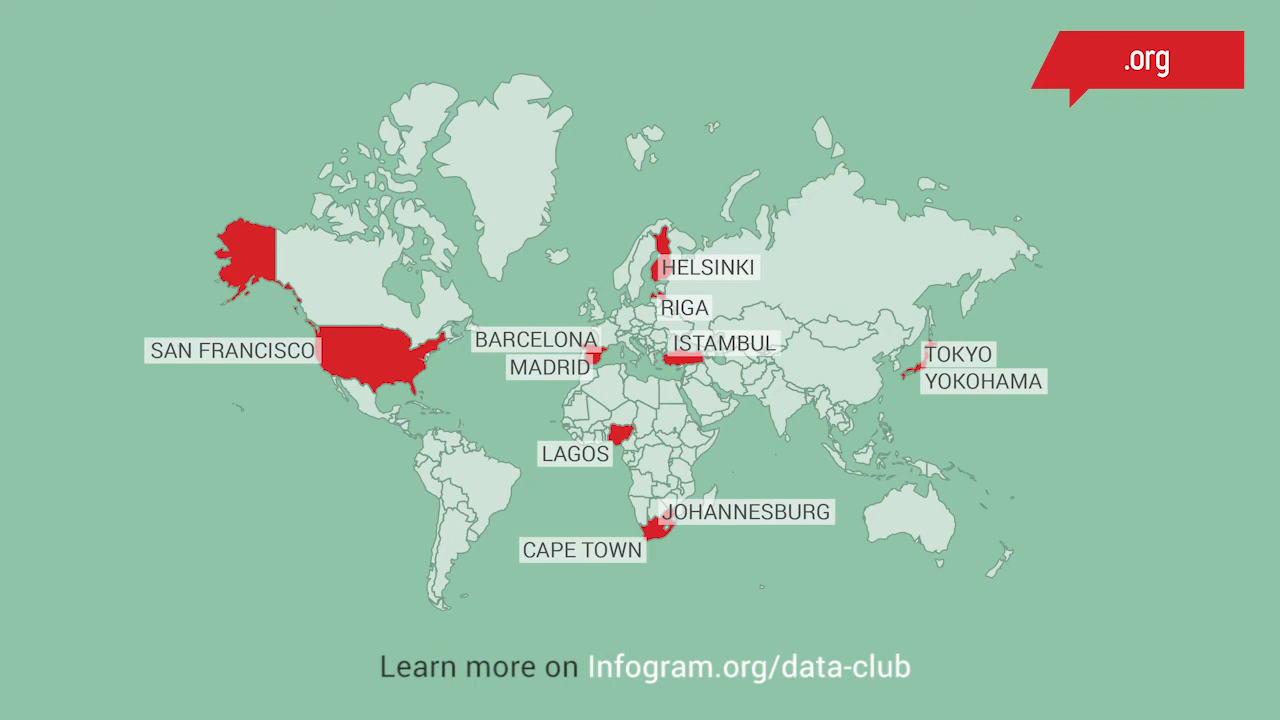 .org
HELSINKI
RIGA
BARCELONA
ISTAMBUL
SAN FRANCISCO
MADRID
TOKYO
YOKOHAMA
LAGOS
JOHANNESBURG
CAPE TOWN
Learn more on Infogram.org/data-club